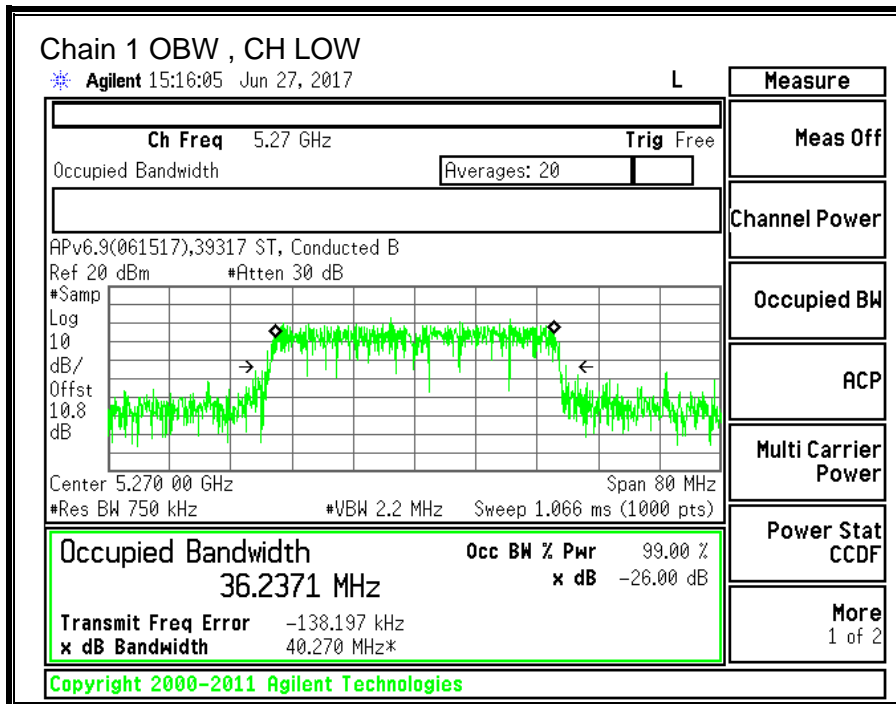 Chain 1 OBW , CH LOW
Agilent 15:16:05 Jun 27, 2017 L
Measure
Ch Freq 5.27 GHz Trig Free
Occupied Bandwidth Averages: 20
APv6.9(061517),39317 ST, Conducted B
Ref 20 dBm #Atten 30 dB
#Samp
Log
10
dB/
Offst
10.8
dB
Center 5.270 00 GHz Span 80 MHz
#Res BW 750 kHz #VBW 2.2 MHz Sweep 1.066 ms (1000 pts)
Occupied Bandwidth Occ BW % Pwr 99.00 %
36.2371 MHz x dB -26.00 dB
Transmit Freq Error -138.197 kHz
x dB Bandwidth 40.270 MHz*
Meas Off
Channel Power
Occupied BW
ACP
Multi Carrier
Power
Power Stat
CCDF
More
1 of 2
Copyright 2000-2011 Agilent Technologies